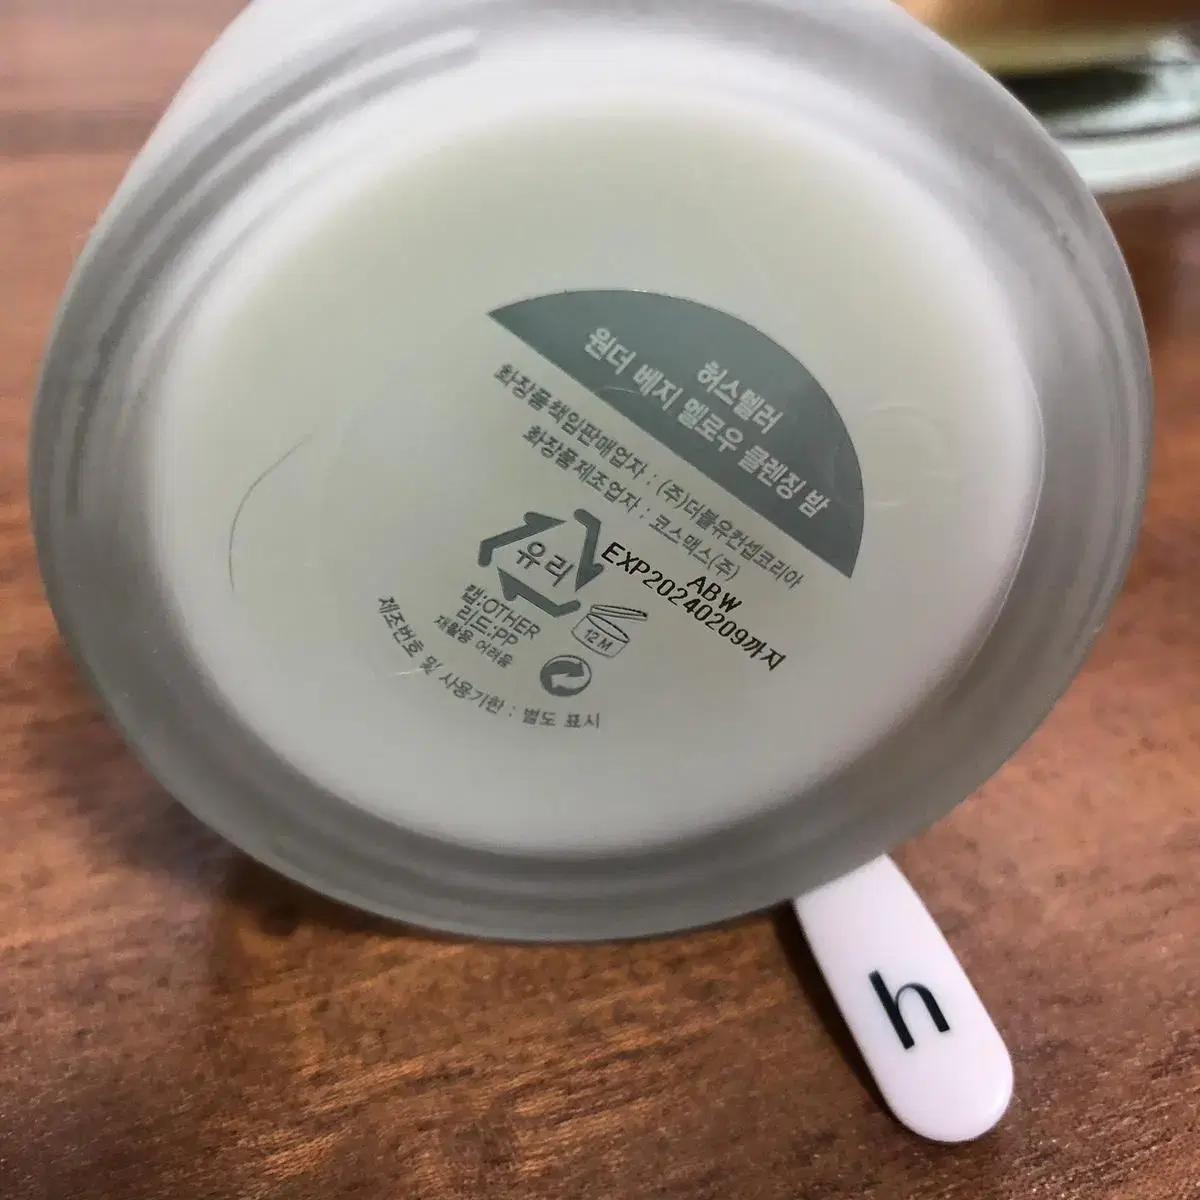 허스텔러
원더 베지 멜로우 클렌징 밤
화장품책임판매업자 : (주)더블유컨셉코리아
화장품제조업자 : 코스맥스(주)
유리
캡:OTHER
리드:PP
재활용 어려움
12M
ABW
EXP20240209까지
제조번호 및 사용기한 : 별도 표시
h